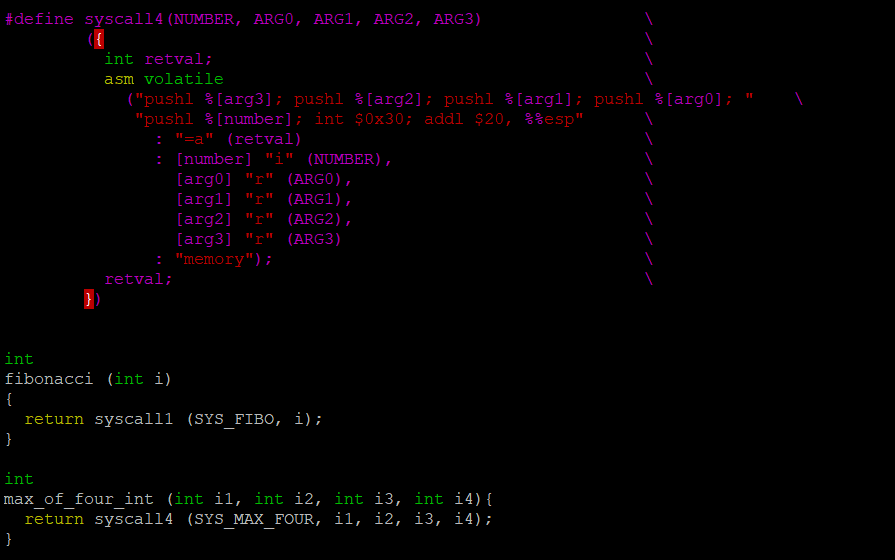 #define syscall4(NUMBER, ARG0, ARG1, ARG2, ARG3)                \
        ({                                                      \
          int retval;                                           \
          asm volatile                                          \
            ("pushl %[arg3]; pushl %[arg2]; pushl %[arg1]; pushl %[arg0]; "    \
             "pushl %[number]; int $0x30; addl $20, %%esp"      \
               : "=a" (retval)                                  \
               : [number] "i" (NUMBER),                         \
                 [arg0] "r" (ARG0),                             \
                 [arg1] "r" (ARG1),                             \
                 [arg2] "r" (ARG2),                             \
                 [arg3] "r" (ARG3)                              \
               : "memory");                                     \
          retval;                                               \
        })
int
fibonacci (int i)
{
  return syscall1 (SYS_FIBO, i);
}
int
max_of_four_int (int i1, int i2, int i3, int i4){
  return syscall4 (SYS_MAX_FOUR, i1, i2, i3, i4);
}